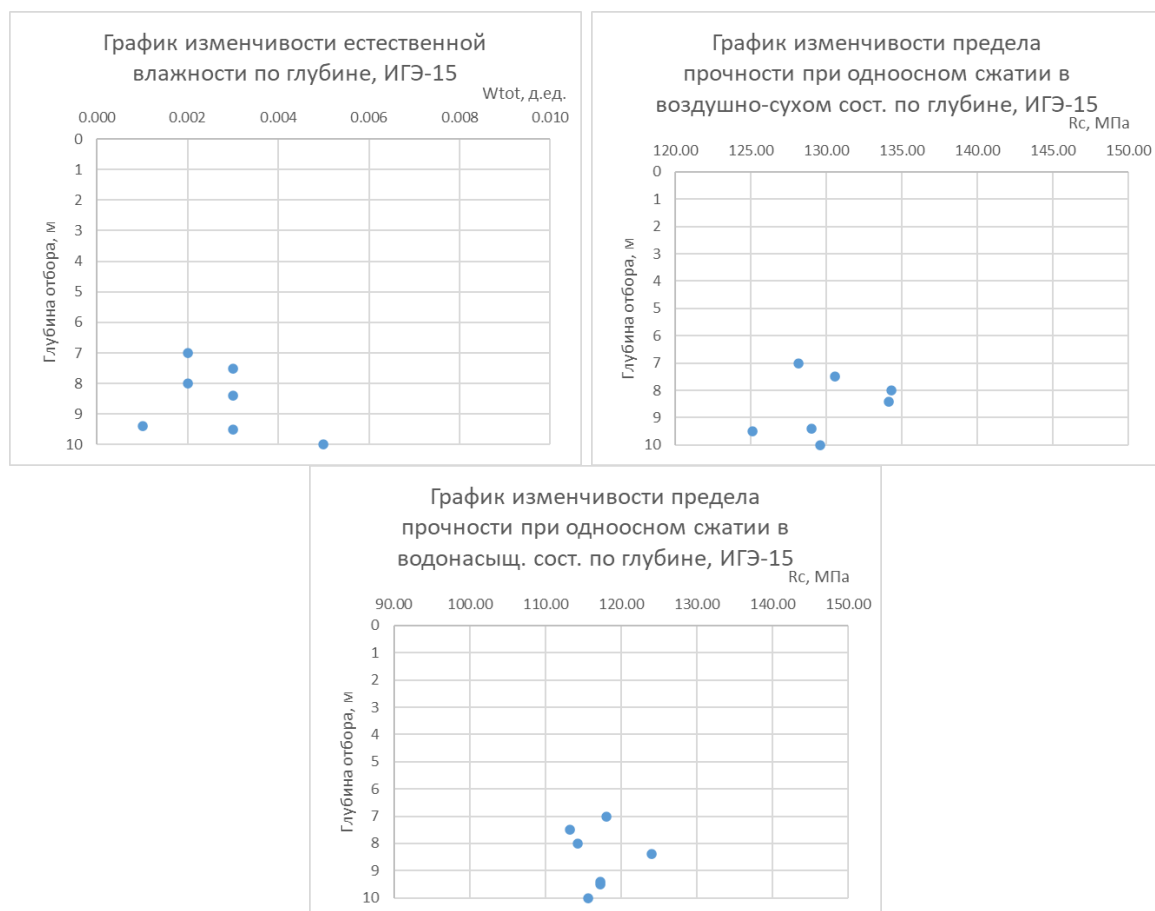 График изменчивости естественной
влажности по глубине, ИГЭ-15
Wtot, д.ед.
0.000 0.002 0.004 0.006 0.008 0.010
Глубина отбора, м
0
1
2
3
4
5
6
7
8
9
10
График изменчивости предела
прочности при одноосном сжатии в
воздушно-сухом сост. по глубине, ИГЭ-15
Rc, МПа
120.00 125.00 130.00 135.00 140.00 145.00 150.00
Глубина отбора, м
0
1
2
3
4
5
6
7
8
9
10
График изменчивости предела
прочности при одноосном сжатии в
водонасыщ. сост. по глубине, ИГЭ-15
Rc, МПа
90.00 100.00 110.00 120.00 130.00 140.00 150.00
Глубина отбора, м
0
1
2
3
4
5
6
7
8
9
10